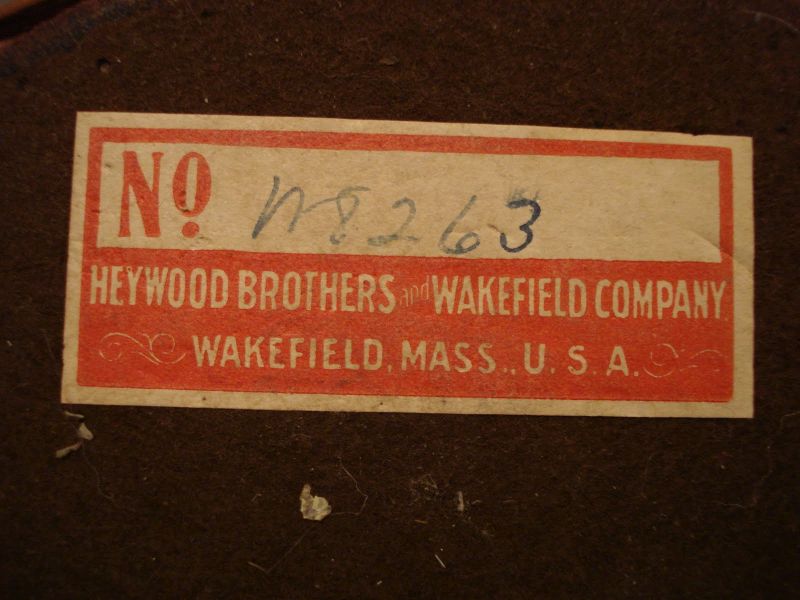 No. W8263
HEYWOOD BROTHERS and WAKEFIELD COMPANY
WAKEFIELD, MASS., U. S. A.